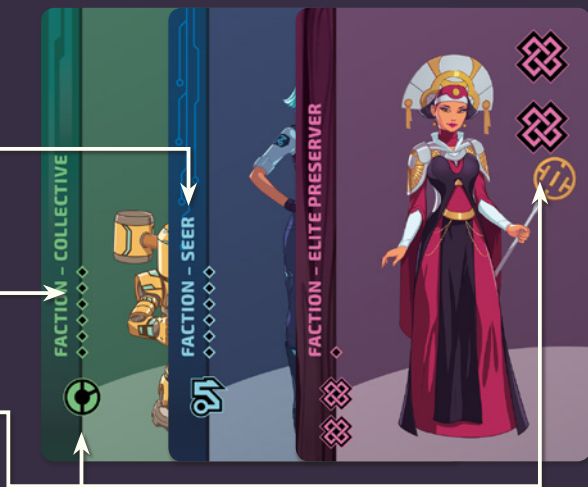 FACTION – COLLECTIVE
FACTION – SEER
FACTION – ELITE PRESERVER